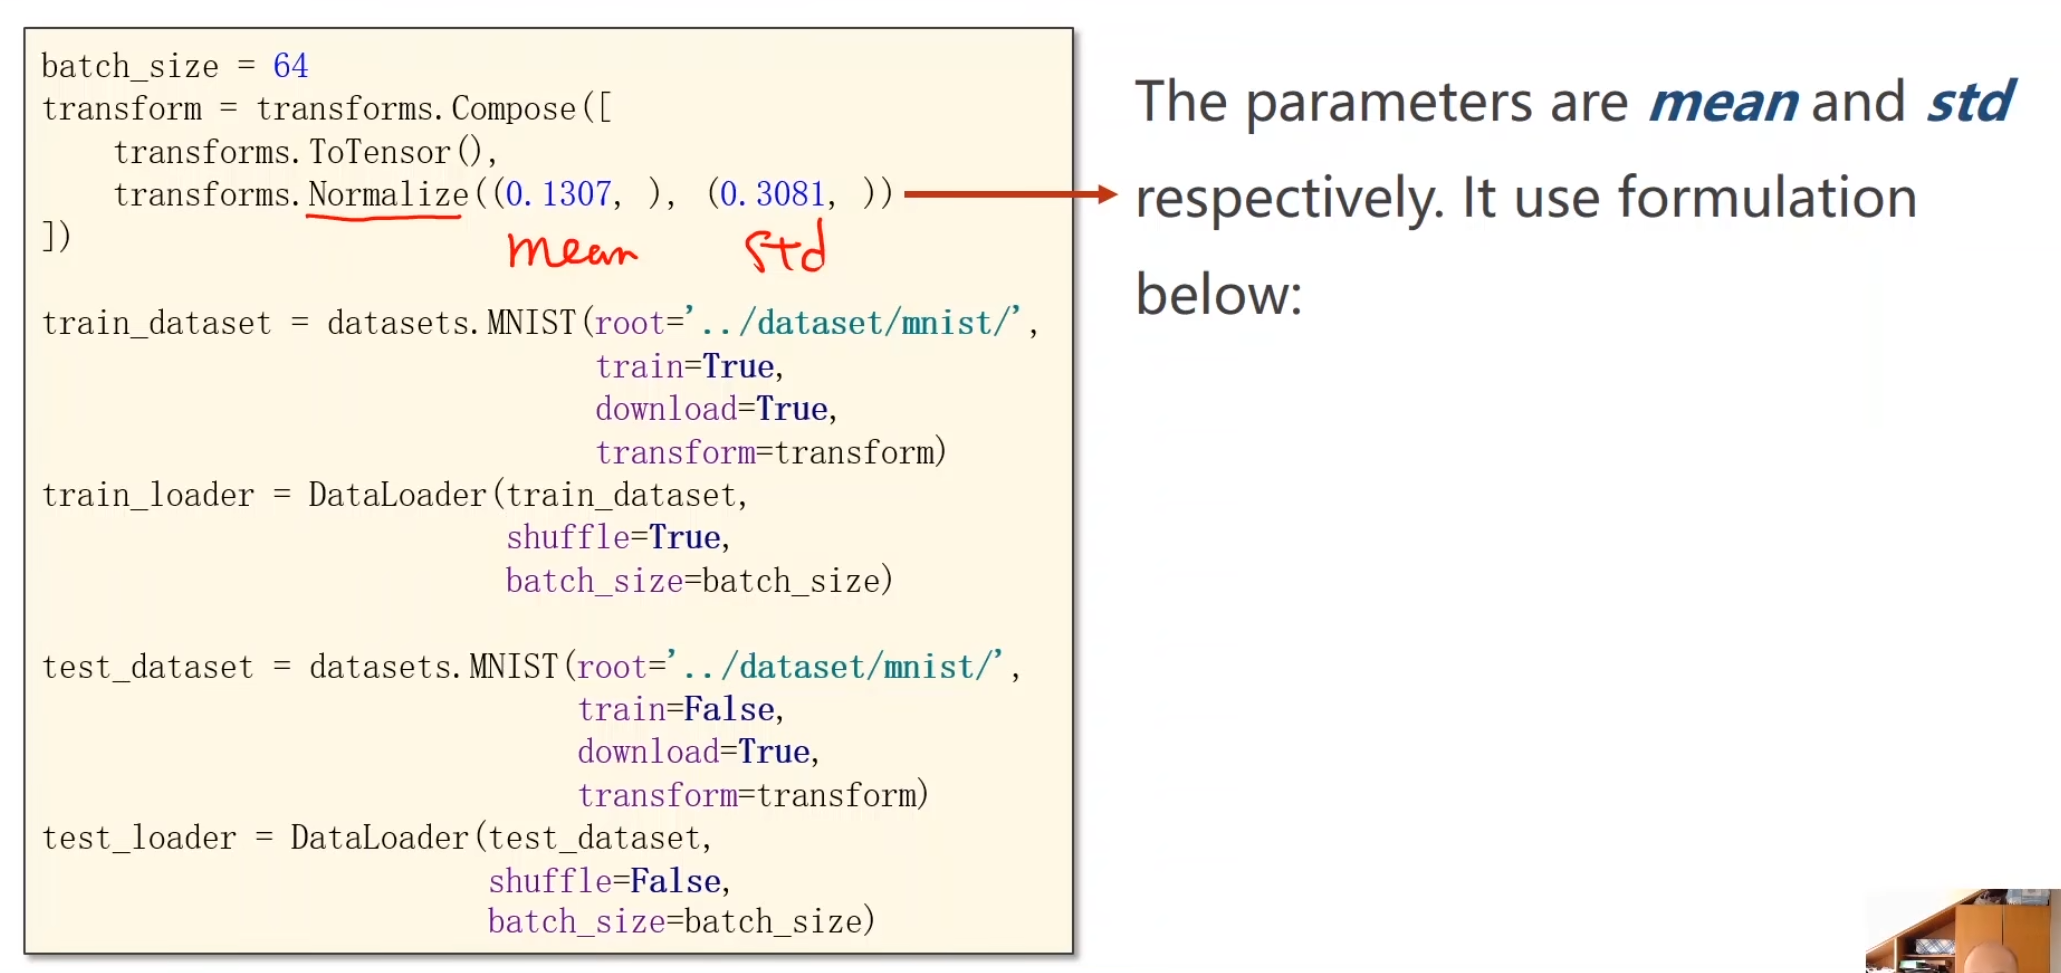 batch_size = 64
transform = transforms.Compose([
    transforms.ToTensor(),
    transforms.Normalize((0.1307, ), (0.3081, ))
])
mean std
train_dataset = datasets.MNIST(root='../dataset/mnist/',
                               train=True,
                               download=True,
                               transform=transform)
train_loader = DataLoader(train_dataset,
                          shuffle=True,
                          batch_size=batch_size)
test_dataset = datasets.MNIST(root='../dataset/mnist/',
                              train=False,
                              download=True,
                              transform=transform)
test_loader = DataLoader(test_dataset,
                         shuffle=False,
                         batch_size=batch_size)
The parameters are mean and std
respectively. It use formulation
below: